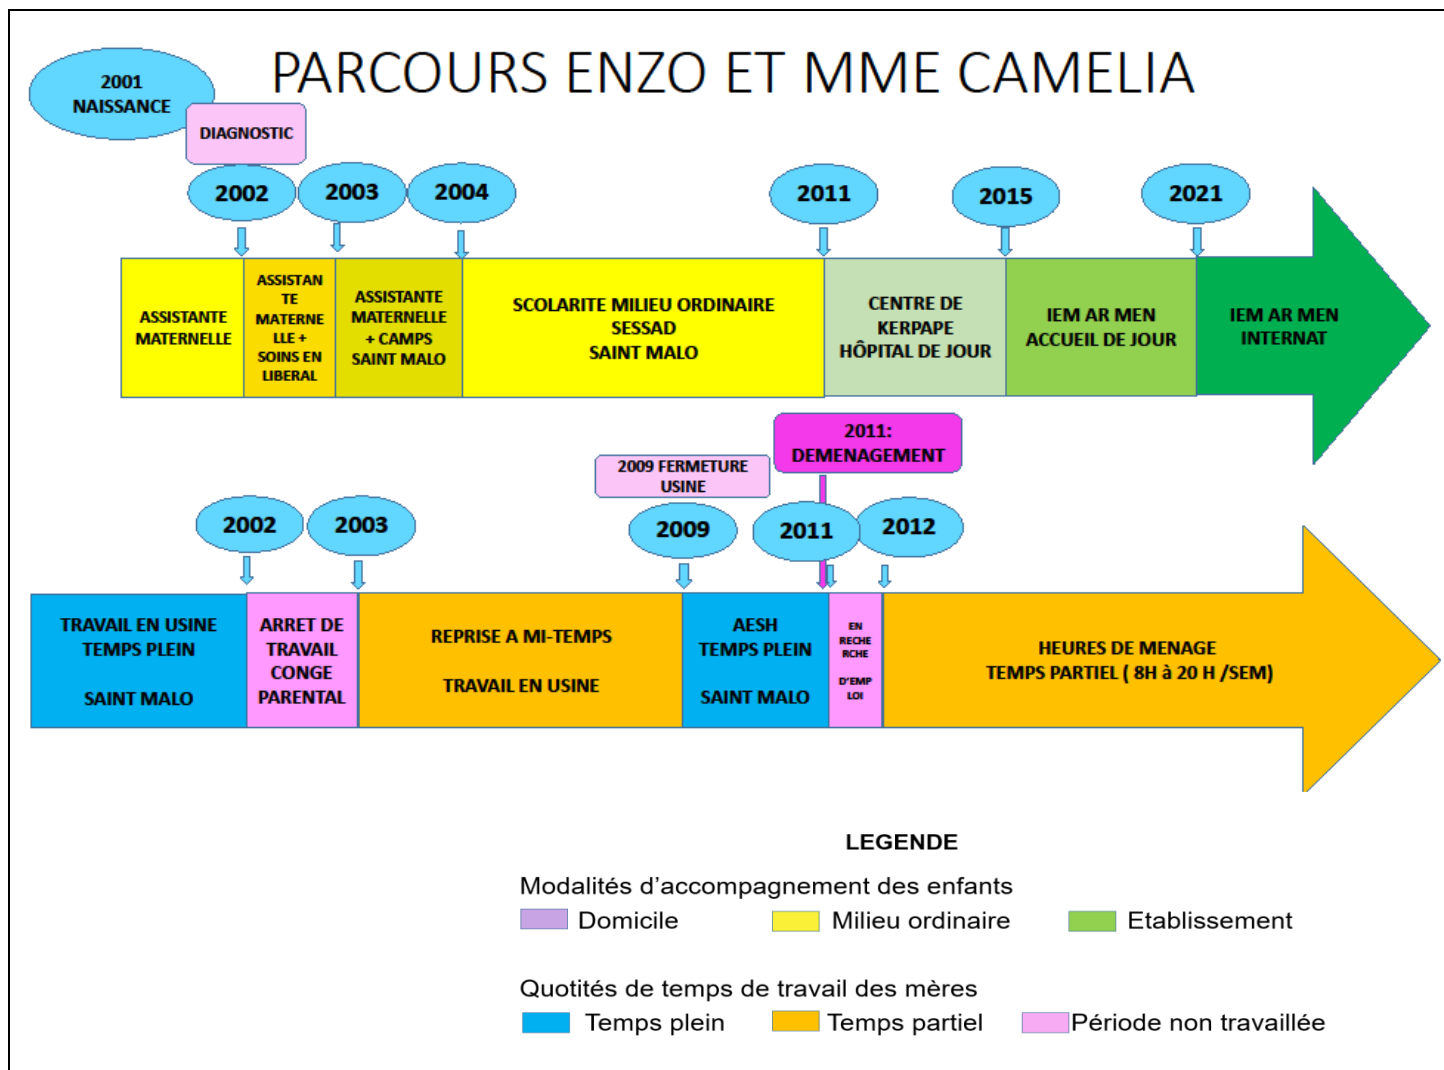 PARCOURS ENZO ET MME CAMELIA
2001
NAISSANCE
DIAGNOSTIC
2002
2003
2004
2011
2015
2021
ASSISTANTE
MATERNELLE
ASSISTAN
TE
MATERNE
LLE +
SOINS EN
LIBERAL
ASSISTANTE
MATERNELLE
+ CAMPS
SAINT MALO
SCOLARITE MILIEU ORDINAIRE
SESSAD
SAINT MALO
CENTRE DE
KERPAPE
HÔPITAL DE JOUR
IEM AR MEN
ACCUEIL DE JOUR
IEM AR MEN
INTERNAT
2011:
DEMENAGEMENT
2009 FERMETURE
USINE
2002
2003
2009
2011
2012
TRAVAIL EN USINE
TEMPS PLEIN
SAINT MALO
ARRET DE
TRAVAIL
CONGE
PARENTAL
REPRISE A MI-TEMPS
TRAVAIL EN USINE
AESH
TEMPS PLEIN
SAINT MALO
EN
RECHE
RCHE
D'EMP
LOI
HEURES DE MENAGE
TEMPS PARTIEL ( 8H à 20 H /SEM)
LEGENDE
Modalités d'accompagnement des enfants
Domicile
Milieu ordinaire
Etablissement
Quotités de temps de travail des mères
Temps plein
Temps partiel
Période non travaillée